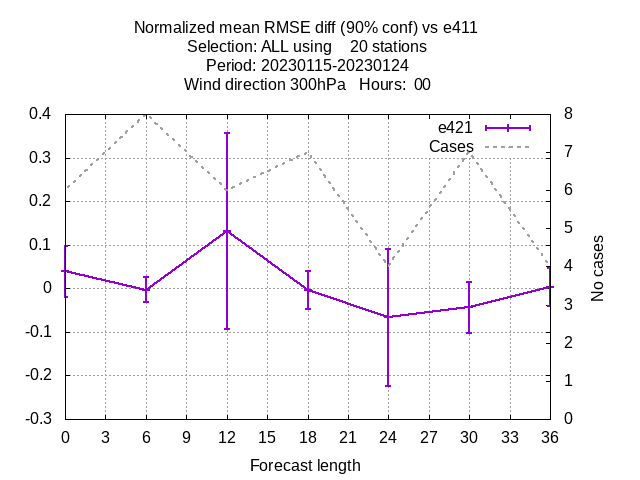 Normalized mean RMSE diff (90% conf) vs e411
Selection: ALL using    20 stations
Period: 20230115-20230124
Wind direction 300hPa   Hours:  00
0.4
0.3
0.2
0.1
0
-0.1
-0.2
-0.3
8
7
6
5
4
3
2
1
0
e421
Cases
No cases
0 3 6 9 12 15 18 21 24 27 30 33 36
Forecast length